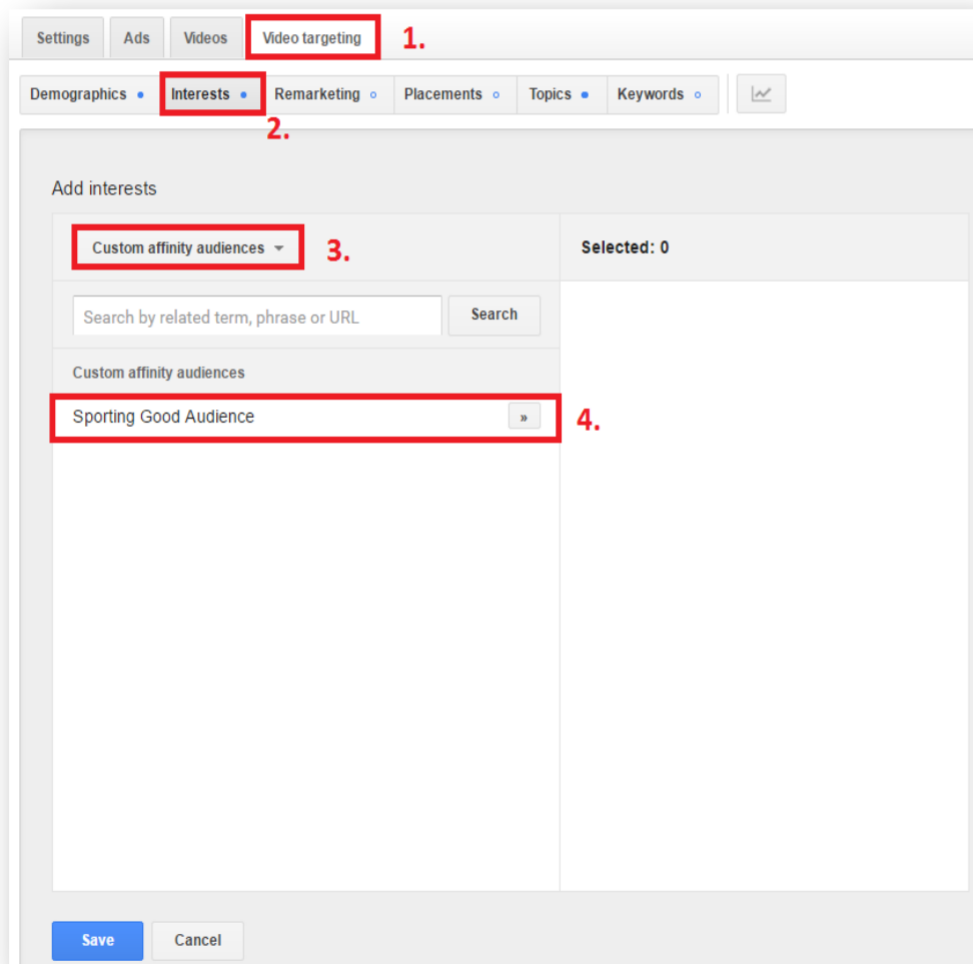 Settings Ads Videos Video targeting 1.
Demographics Interests Remarketing Placements Topics Keywords
2.
Add interests
Custom affinity audiences 3. Selected: 0
Search by related term, phrase or URL Search
Custom affinity audiences
Sporting Good Audience » 4.
Save Cancel